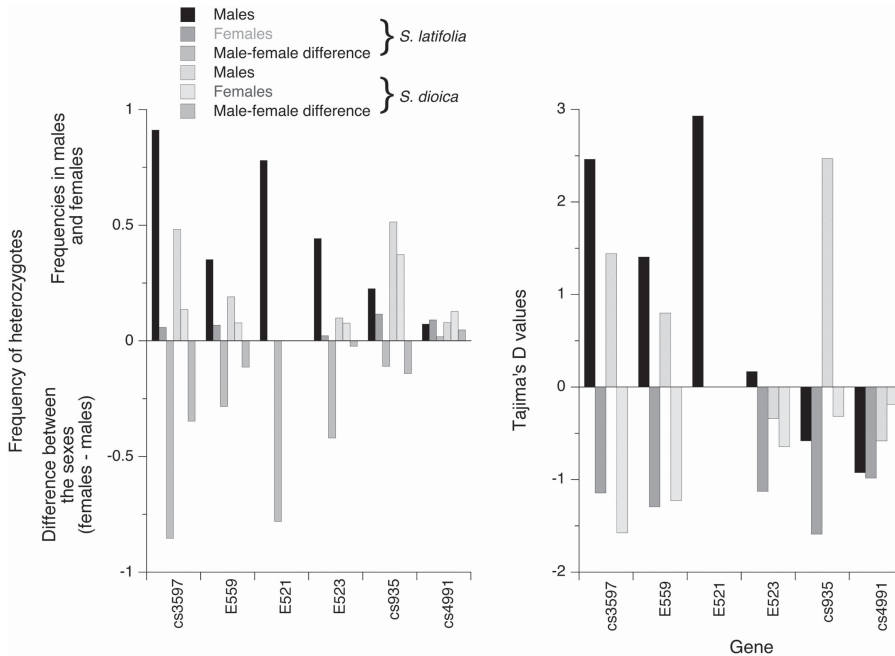 Males
Females
Male-female difference
S. latifolia
Males
Females
Male-female difference
S. dioica
Frequency of heterozygotes
Frequencies in males
and females
Difference between
the sexes
(females - males)
1
0.5
0
-0.5
-1
cs3597
E559
E521
E523
cs935
cs4991
Tajima's D values
3
2
1
0
-1
-2
cs3597
E559
E521
E523
cs935
cs4991
Gene